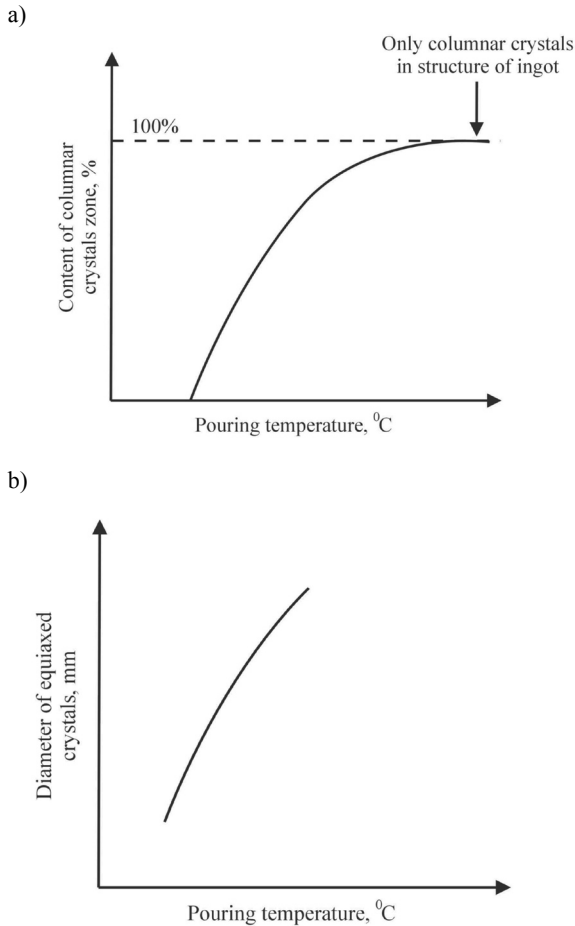 a)
Only columnar crystals
in structure of ingot
100%
Content of columnar
crystals zone, %
Pouring temperature, ⁰C
b)
Diameter of equiaxed
crystals, mm
Pouring temperature, ⁰C